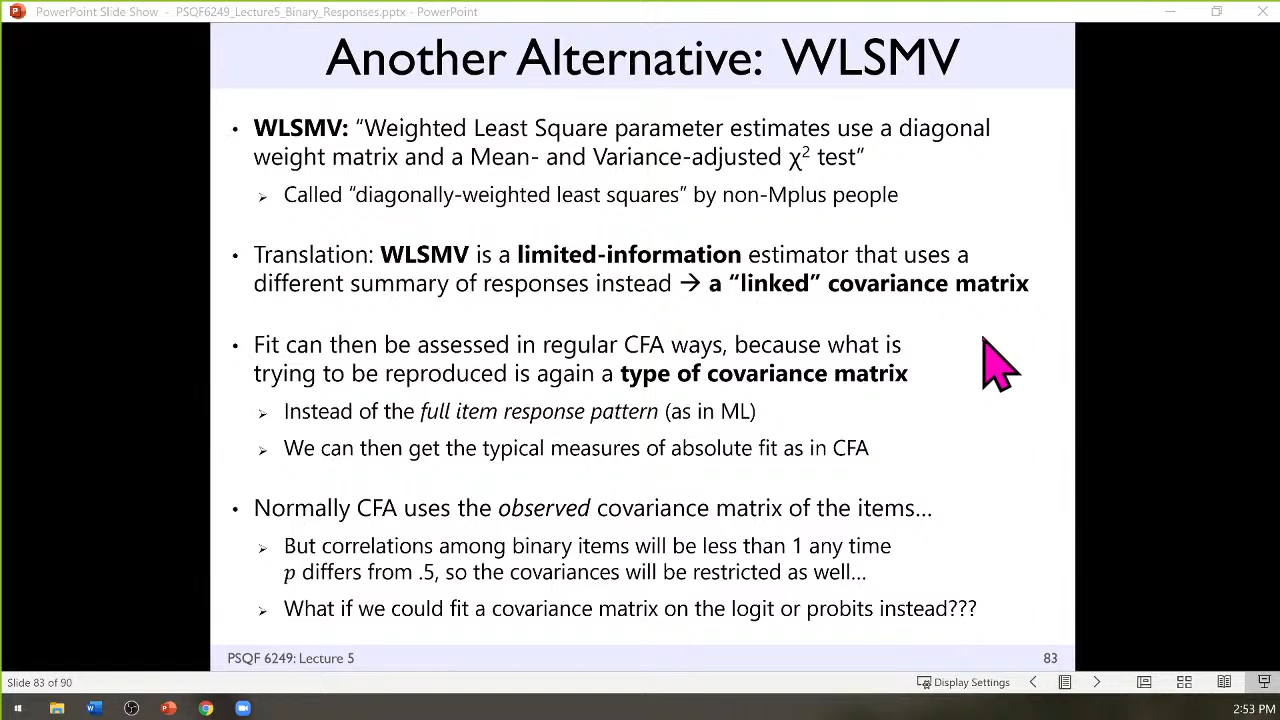 PowerPoint Slide Show - PSQF6249_Lecture5_Binary_Responses.pptx - PowerPoint
Another Alternative: WLSMV
• WLSMV: “Weighted Least Square parameter estimates use a diagonal
weight matrix and a Mean- and Variance-adjusted χ² test”
➢ Called “diagonally-weighted least squares” by non-Mplus people
• Translation: WLSMV is a limited-information estimator that uses a
different summary of responses instead → a “linked” covariance matrix
• Fit can then be assessed in regular CFA ways, because what is
trying to be reproduced is again a type of covariance matrix
➢ Instead of the full item response pattern (as in ML)
➢ We can then get the typical measures of absolute fit as in CFA
• Normally CFA uses the observed covariance matrix of the items…
➢ But correlations among binary items will be less than 1 any time
p differs from .5, so the covariances will be restricted as well…
➢ What if we could fit a covariance matrix on the logit or probits instead???
PSQF 6249: Lecture 5 83
Slide 83 of 90 Display Settings
2:53 PM